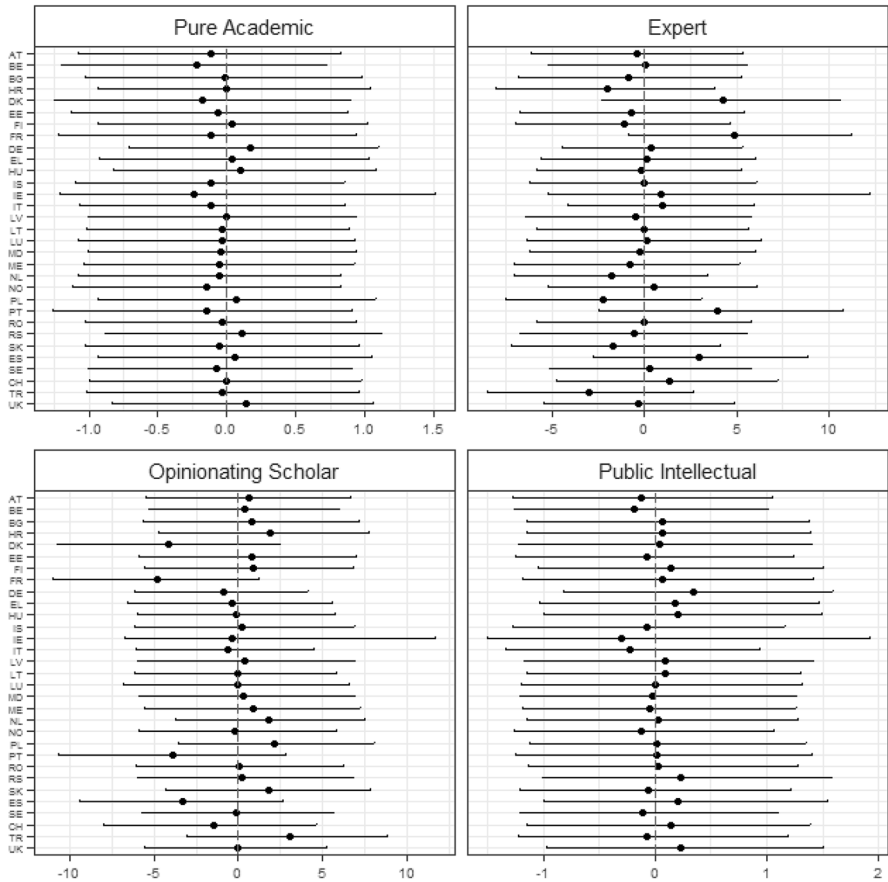 Pure Academic
Expert
AT
BE
BG
HR
DK
EE
FI
FR
DE
EL
HU
IS
IE
IT
LV
LT
LU
MD
ME
NL
NO
PL
PT
RO
RS
SK
ES
SE
CH
TR
UK
-1.0 -0.5 0.0 0.5 1.0 1.5
-5 0 5 10
Opinionating Scholar
Public Intellectual
AT
BE
BG
HR
DK
EE
FI
FR
DE
EL
HU
IS
IE
IT
LV
LT
LU
MD
ME
NL
NO
PL
PT
RO
RS
SK
ES
SE
CH
TR
UK
-10 -5 0 5 10
-1 0 1 2